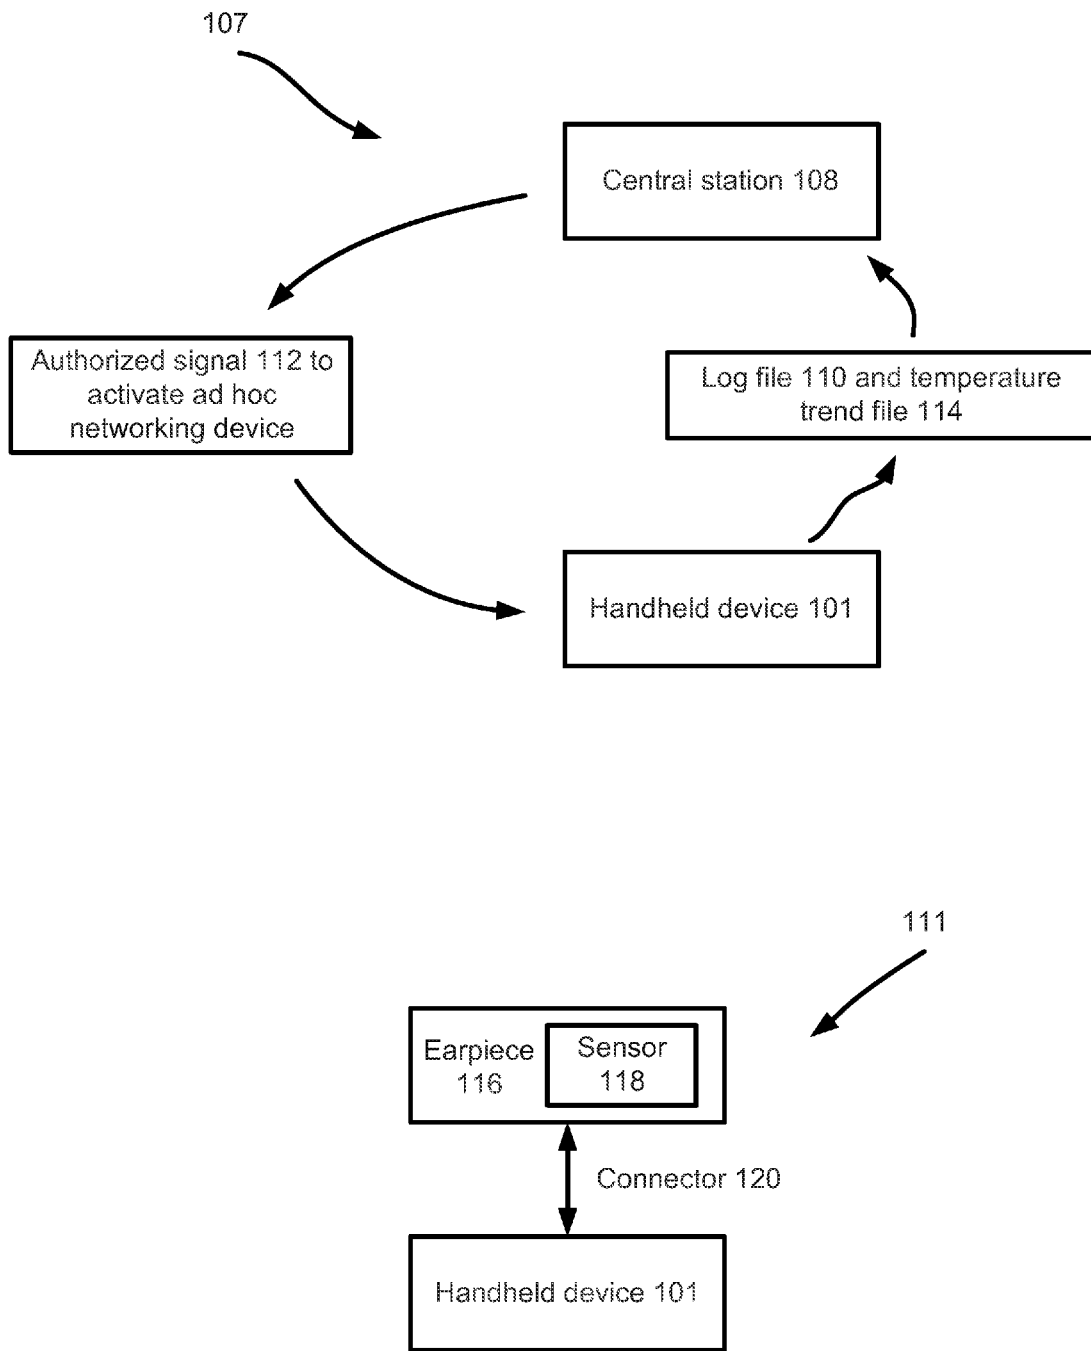 107
Central station 108
Authorized signal 112 to
activate ad hoc
networking device
Log file 110 and temperature
trend file 114
Handheld device 101
111
Earpiece
116
Sensor
118
Connector 120
Handheld device 101